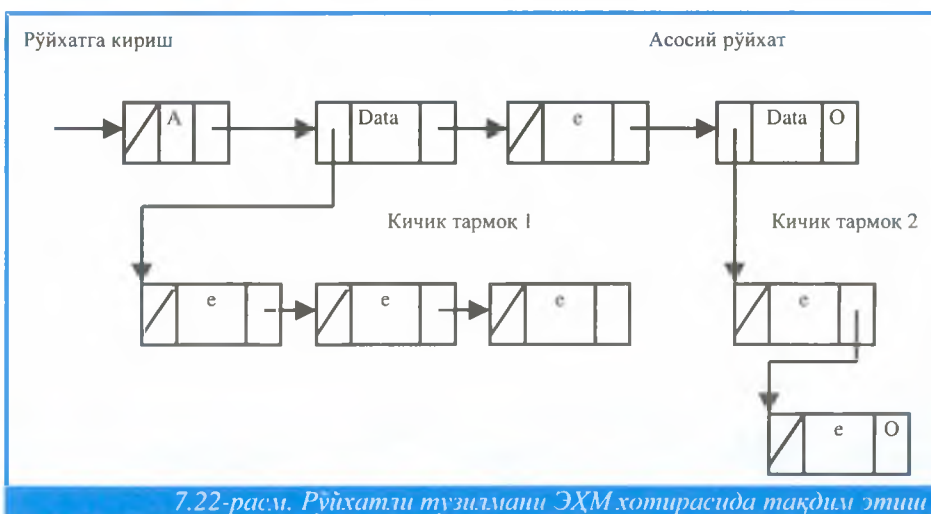 Рўйхатга кириш Асосий рўйхат
А Data e Data O
Кичик тармоқ 1 Кичик тармоқ 2
e e e e
e O
7.22-расм. Рўйхатли тузилмани ЭҲМ хотирасида тақдим этиш